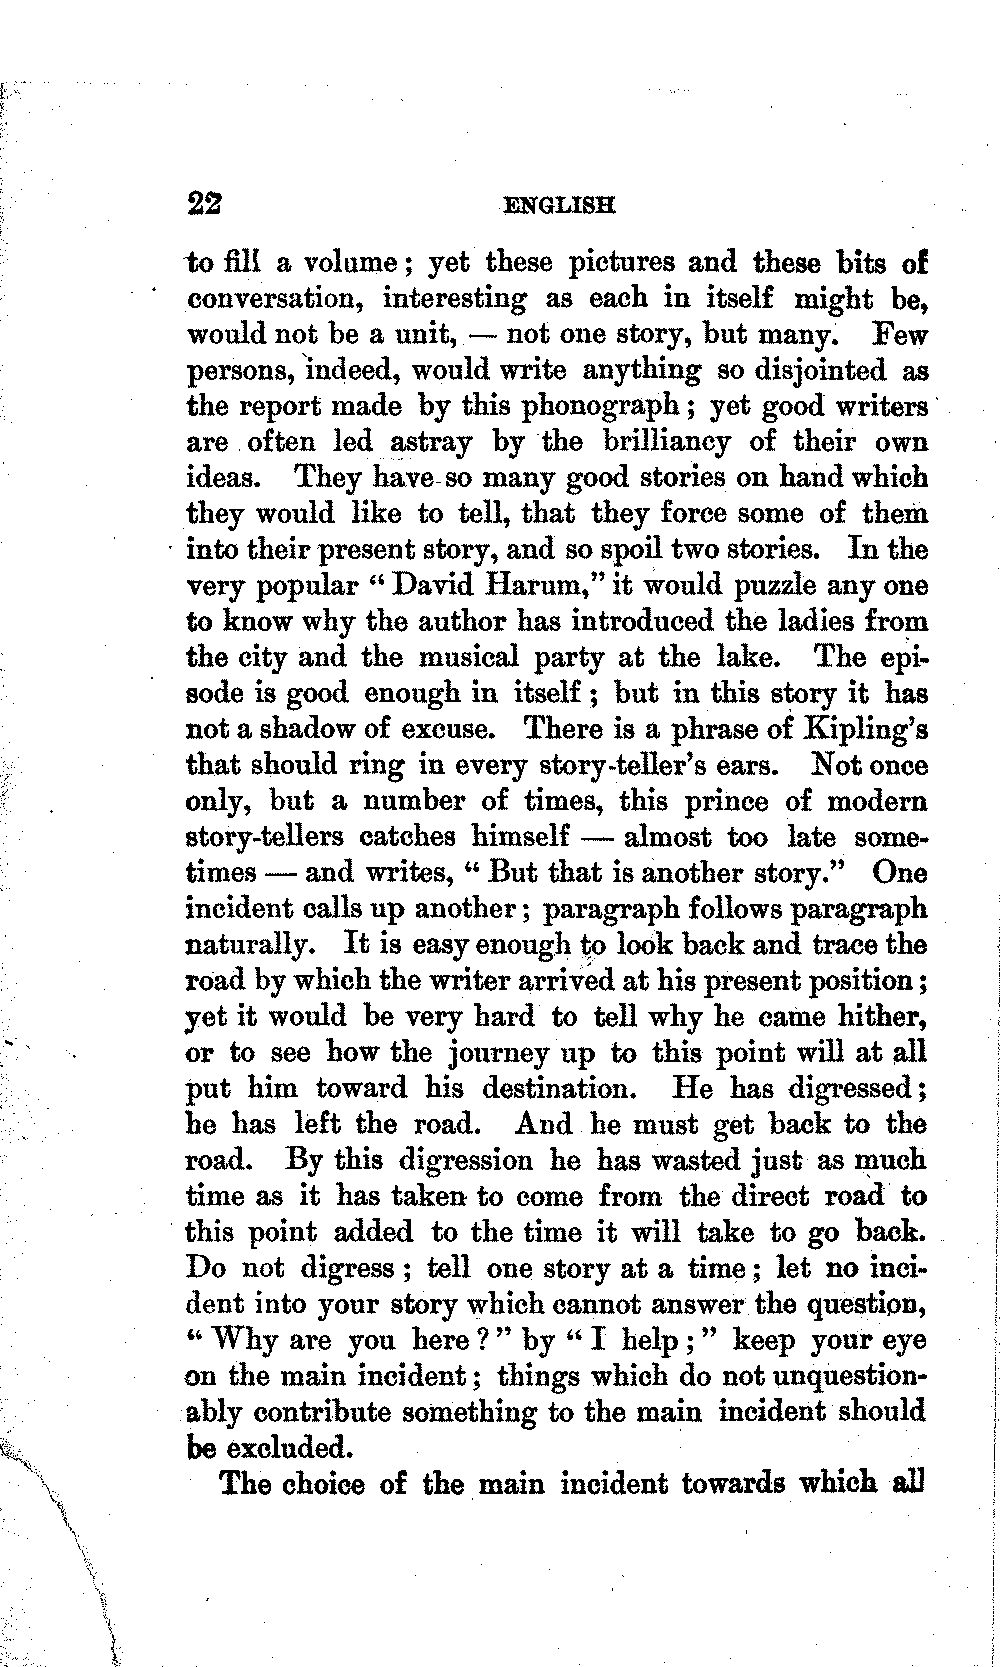 22 ENGLISH
to fill a volume; yet these pictures and these bits of
conversation, interesting as each in itself might be,
would not be a unit, — not one story, but many. Few
persons, indeed, would write anything so disjointed as
the report made by this phonograph; yet good writers
are often led astray by the brilliancy of their own
ideas. They have so many good stories on hand which
they would like to tell, that they force some of them
into their present story, and so spoil two stories. In the
very popular “David Harum,” it would puzzle any one
to know why the author has introduced the ladies from
the city and the musical party at the lake. The epi-
sode is good enough in itself; but in this story it has
not a shadow of excuse. There is a phrase of Kipling’s
that should ring in every story-teller’s ears. Not once
only, but a number of times, this prince of modern
story-tellers catches himself — almost too late some-
times — and writes, “But that is another story.” One
incident calls up another; paragraph follows paragraph
naturally. It is easy enough to look back and trace the
road by which the writer arrived at his present position;
yet it would be very hard to tell why he came hither,
or to see how the journey up to this point will at all
put him toward his destination. He has digressed;
he has left the road. And he must get back to the
road. By this digression he has wasted just as much
time as it has taken to come from the direct road to
this point added to the time it will take to go back.
Do not digress; tell one story at a time; let no inci-
dent into your story which cannot answer the question,
“Why are you here?” by “I help;” keep your eye
on the main incident; things which do not unquestion-
ably contribute something to the main incident should
be excluded.
The choice of the main incident towards which all